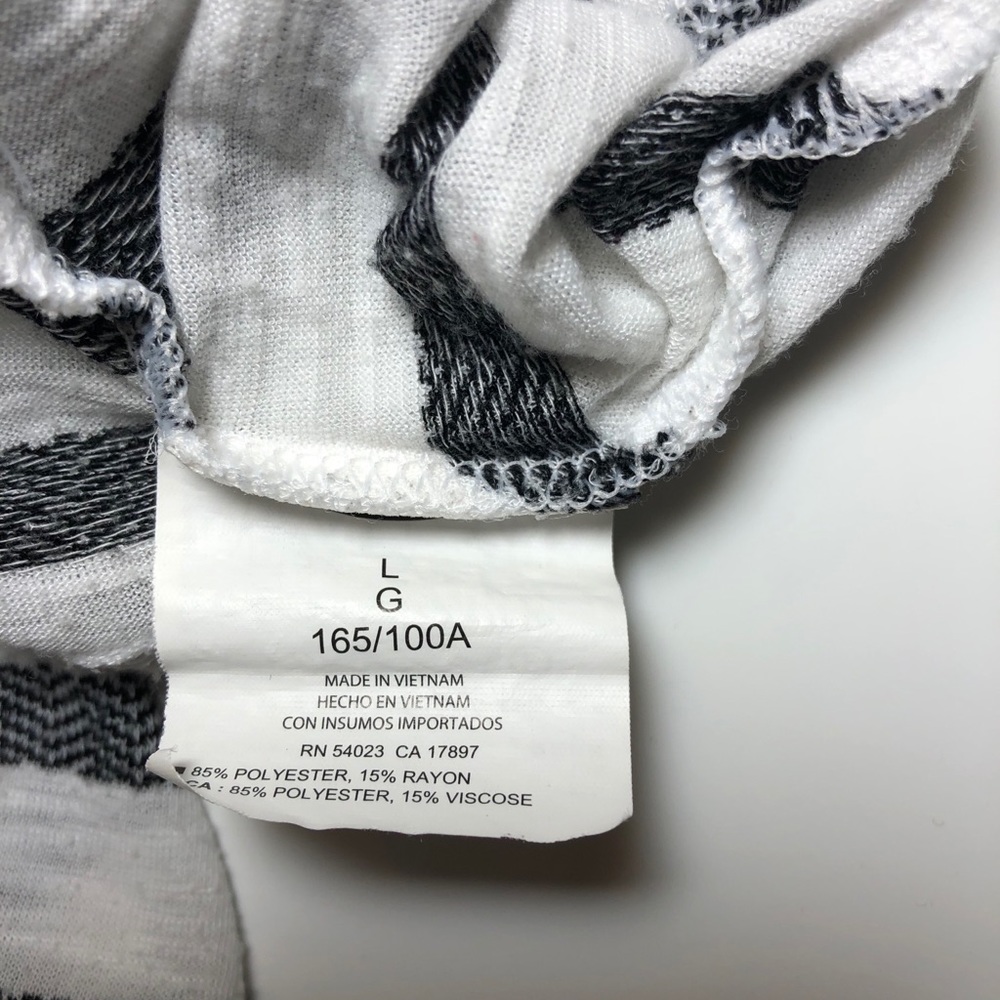 L
G
165/100A
MADE IN VIETNAM
HECHO EN VIETNAM
CON INSUMOS IMPORTADOS
RN 54023 CA 17897
85% POLYESTER, 15% RAYON
CA : 85% POLYESTER, 15% VISCOSE